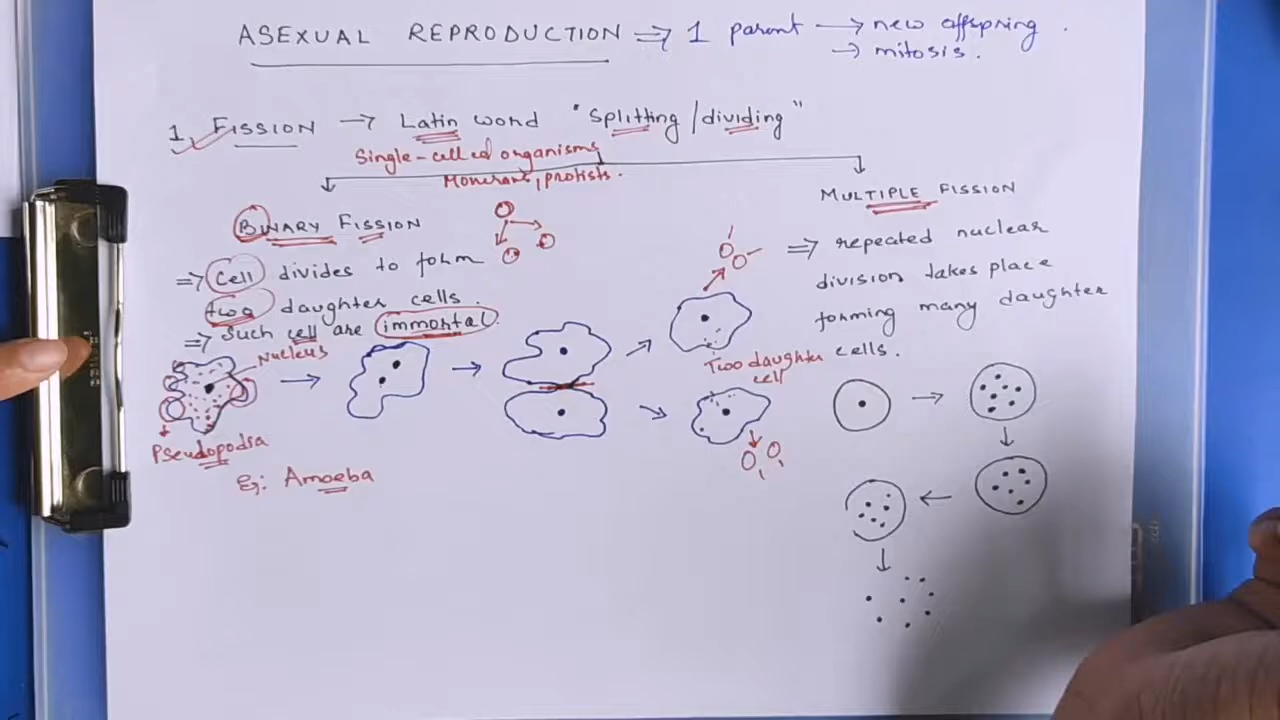 ASEXUAL REPRODUCTION ⇒ 1 parent → new offspring.
→ mitosis.
1. FISSION → Latin word "splitting/dividing"
Single-celled organisms
Monerans, protists.
BINARY FISSION
⇒ Cell divides to form
two daughter cells.
⇒ Such cell are immortal.
Nucleus
Pseudopodia
Eg: Amoeba
Two daughter
cell
MULTIPLE FISSION
⇒ repeated nuclear
division takes place
forming many daughter
cells.